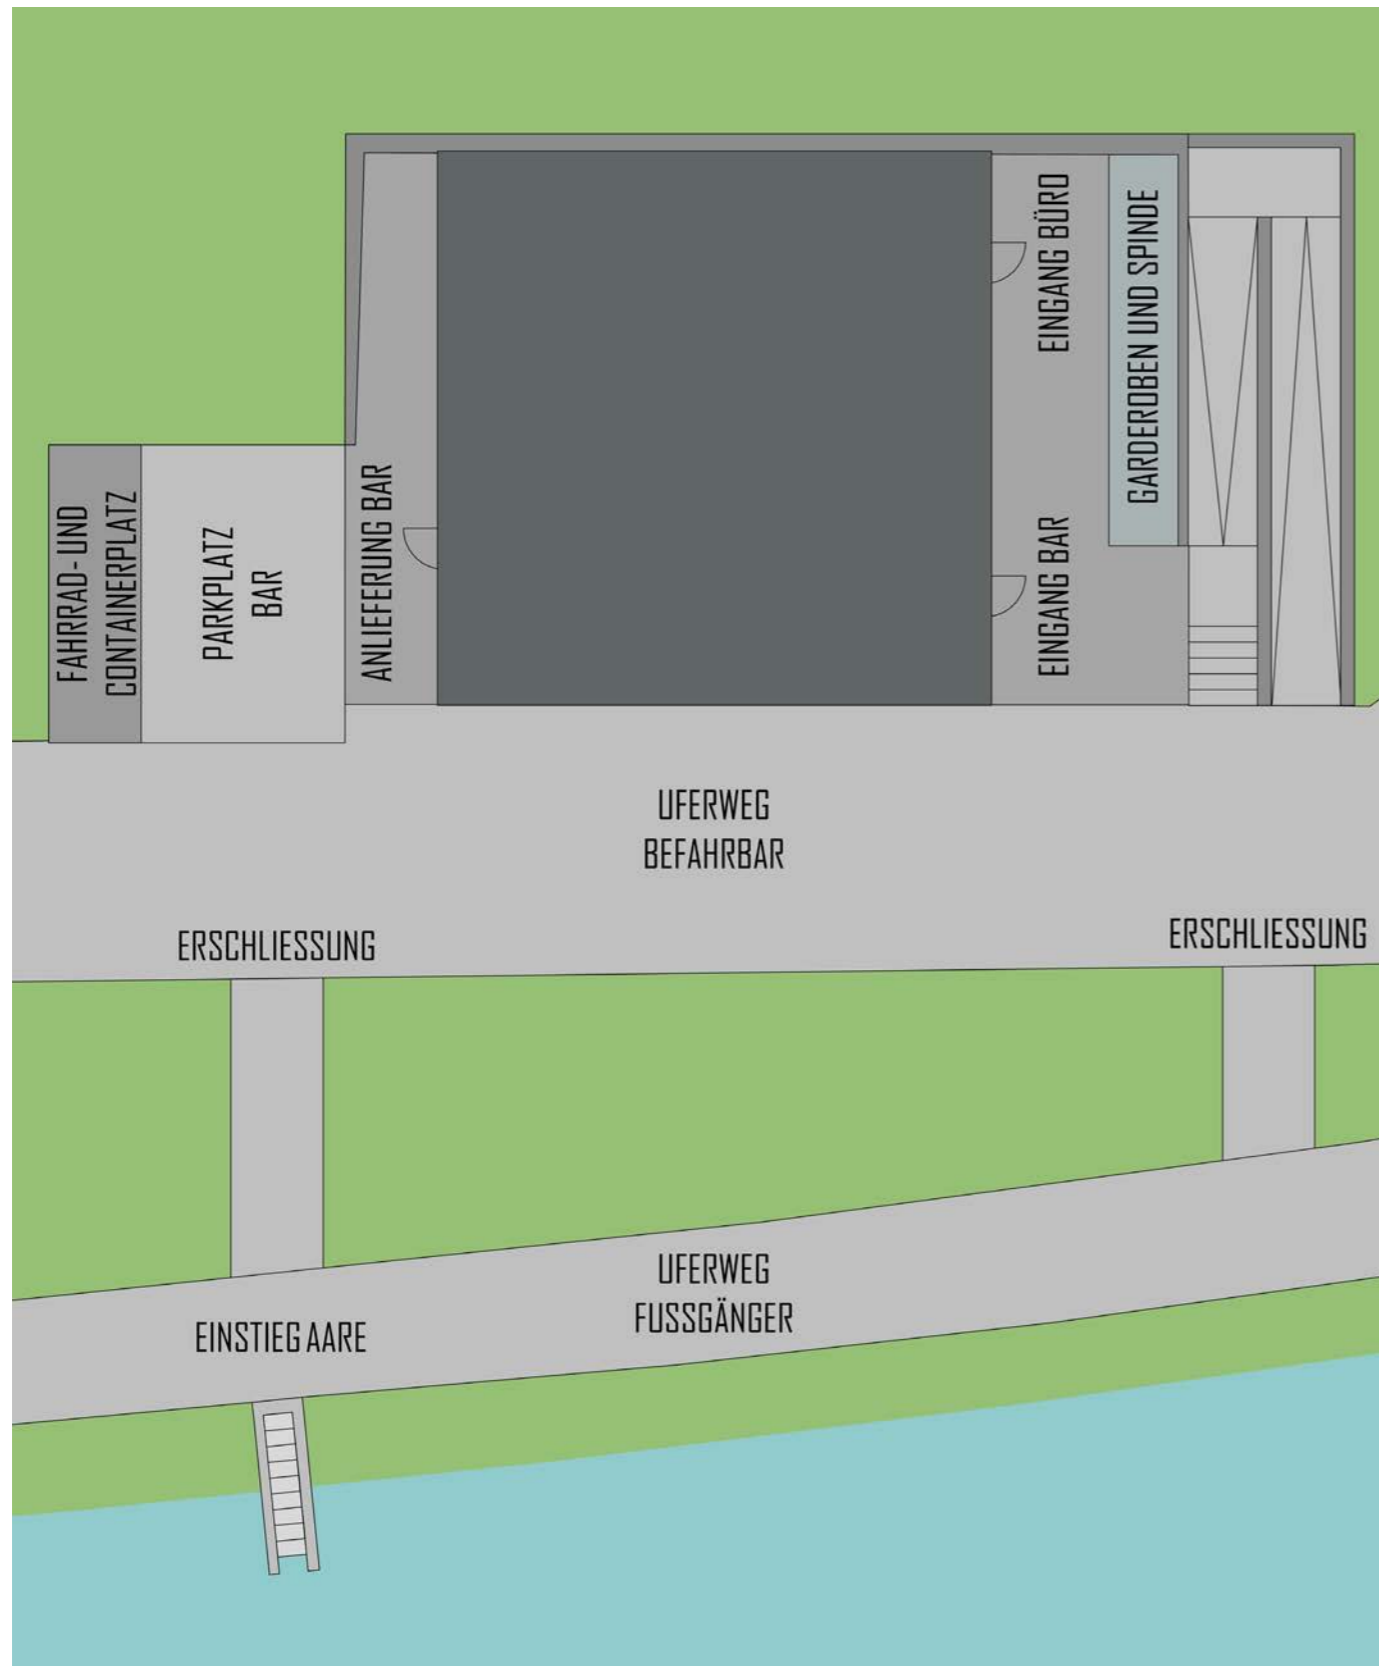 EINGANG BÜRO
GARDEROBEN UND SPINDE
FAHRRAD- UND
CONTAINERPLATZ
PARKPLATZ
BAR
ANLIEFERUNG BAR
EINGANG BAR
UFERWEG
BEFAHRBAR
ERSCHLIESSUNG
ERSCHLIESSUNG
UFERWEG
FUSSGÄNGER
EINSTIEG AARE